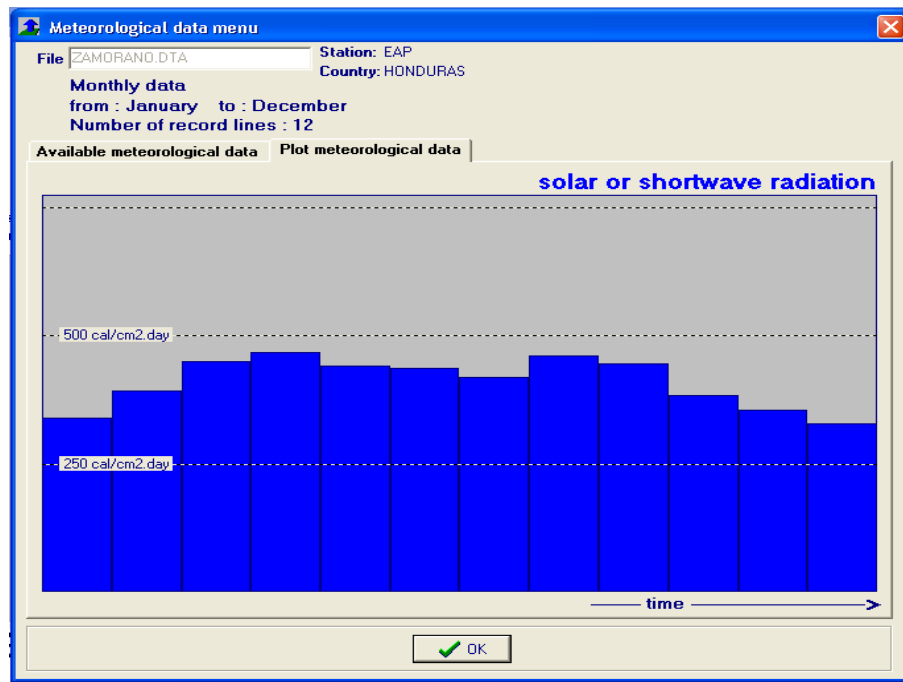 Meteorological data menu
File ZAMORANO.DTA
Station: EAP
Country: HONDURAS
Monthly data
from : January to : December
Number of record lines : 12
Available meteorological data
Plot meteorological data
solar or shortwave radiation
500 cal/cm2.day
250 cal/cm2.day
time
OK